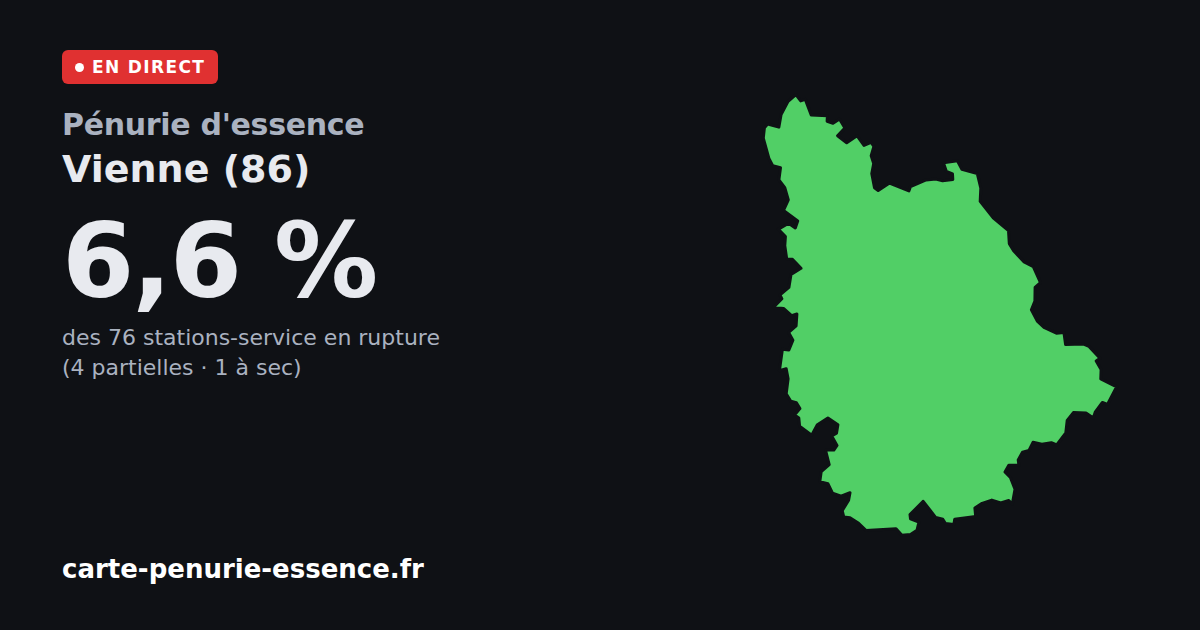 EN DIRECT
Pénurie d'essence
Vienne (86)
6,6 %
des 76 stations-service en rupture
(4 partielles · 1 à sec)
carte-penurie-essence.fr